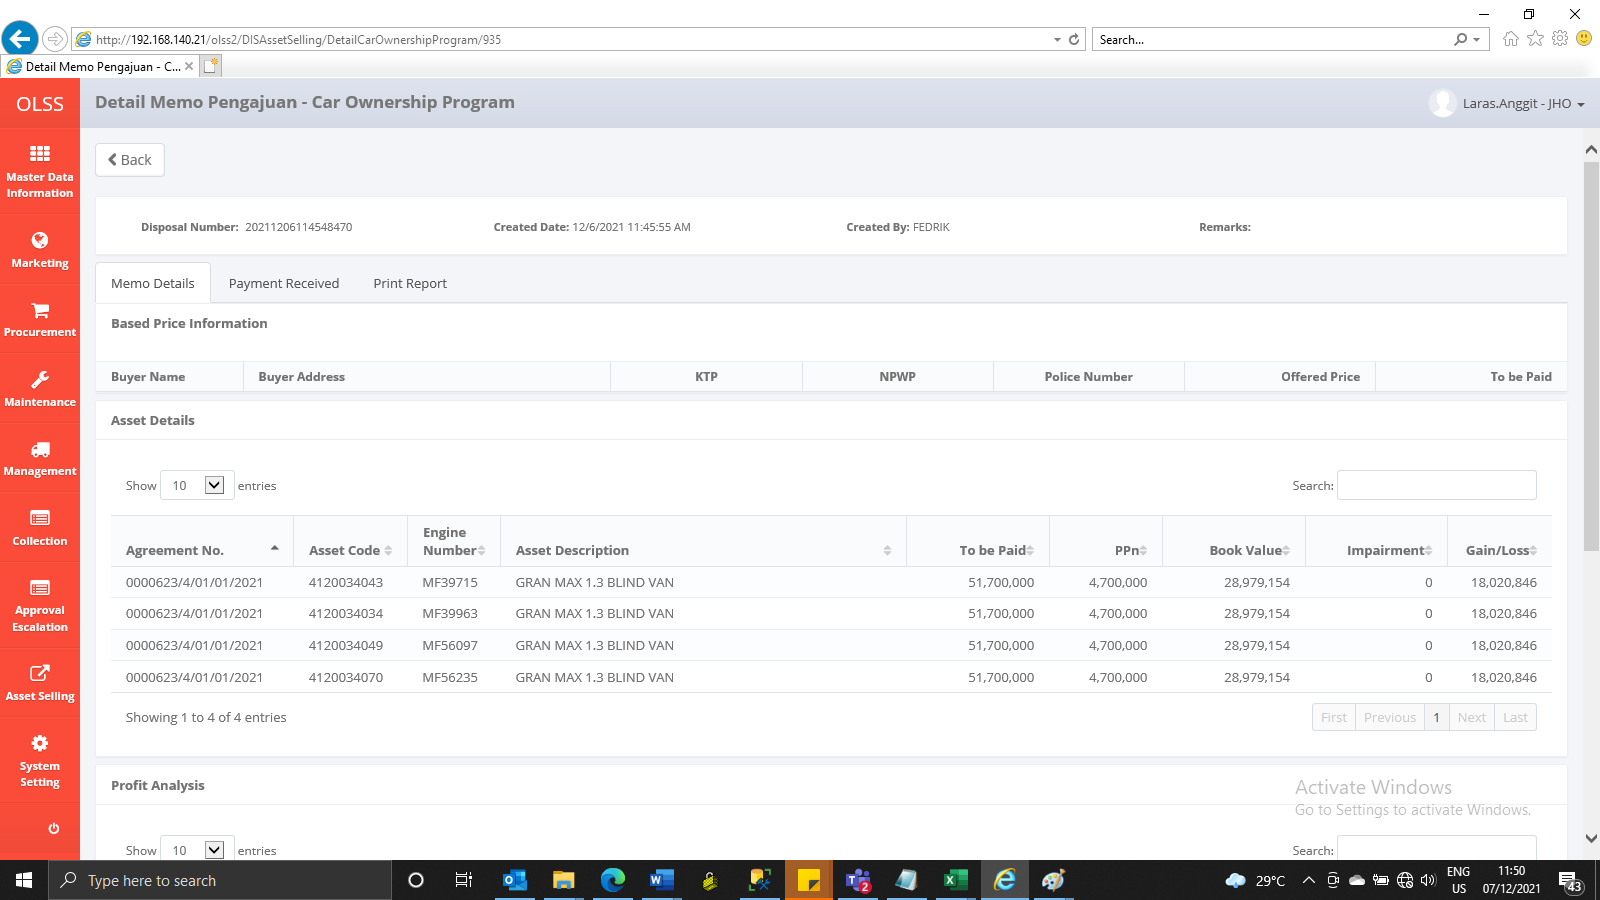 http://192.168.140.21/olss2/DISAssetSelling/DetailCarOwnershipProgram/935
Search...
Detail Memo Pengajuan - C...
OLSS
Detail Memo Pengajuan - Car Ownership Program
Laras.Anggit - JHO
Master Data Information
Marketing
Procurement
Maintenance
Management
Collection
Approval Escalation
Asset Selling
System Setting
Back
Disposal Number: 20211206114548470
Created Date: 12/6/2021 11:45:55 AM
Created By: FEDRIK
Remarks:
Memo Details
Payment Received
Print Report
Based Price Information
Buyer Name Buyer Address KTP NPWP Police Number Offered Price To be Paid
Asset Details
Show 10 entries
Search:
Agreement No. Asset Code Engine Number Asset Description To be Paid PPn Book Value Impairment Gain/Loss
0000623/4/01/01/2021 4120034043 MF39715 GRAN MAX 1.3 BLIND VAN 51,700,000 4,700,000 28,979,154 0 18,020,846
0000623/4/01/01/2021 4120034034 MF39963 GRAN MAX 1.3 BLIND VAN 51,700,000 4,700,000 28,979,154 0 18,020,846
0000623/4/01/01/2021 4120034049 MF56097 GRAN MAX 1.3 BLIND VAN 51,700,000 4,700,000 28,979,154 0 18,020,846
0000623/4/01/01/2021 4120034070 MF56235 GRAN MAX 1.3 BLIND VAN 51,700,000 4,700,000 28,979,154 0 18,020,846
Showing 1 to 4 of 4 entries
First Previous 1 Next Last
Profit Analysis
Activate Windows
Go to Settings to activate Windows.
Show 10 entries
Search:
Type here to search
2
29°C
ENG
US
11:50
07/12/2021
43